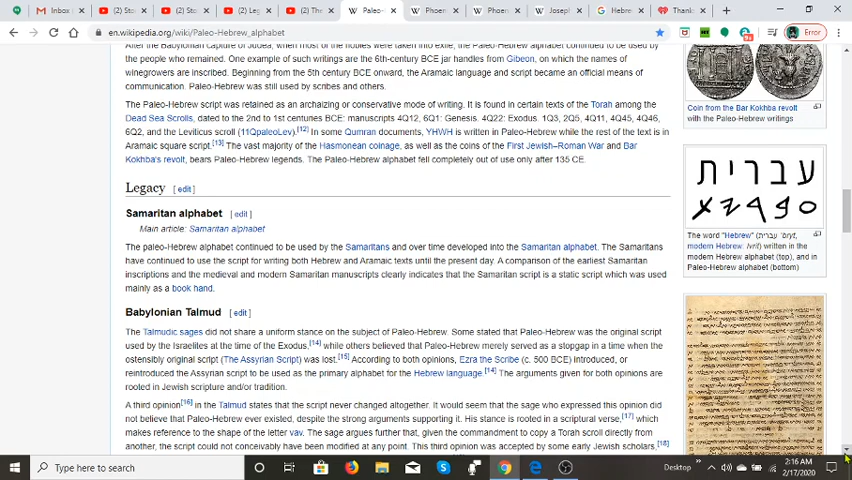 Inbox
(2) Sto
(2) Sto
(2) Le
(2) The
Paleo-
Phoen
Phoen
Joseph
Hebre
Thanks
en.wikipedia.org/wiki/Paleo-Hebrew_alphabet
Error
After the Babylonian capture of Judea, when most of the nobles were taken into exile, the Paleo-Hebrew alphabet continued to be used by
the people who remained. One example of such writings are the 6th-century BCE jar handles from Gibeon, on which the names of
winegrowers are inscribed. Beginning from the 5th century BCE onward, the Aramaic language and script became an official means of
communication. Paleo-Hebrew was still used by scribes and others.
The Paleo-Hebrew script was retained as an archaizing or conservative mode of writing. It is found in certain texts of the Torah among the
Dead Sea Scrolls, dated to the 2nd to 1st centuries BCE: manuscripts 4Q12, 6Q1: Genesis. 4Q22: Exodus. 1Q3, 2Q5, 4Q11, 4Q45, 4Q46,
6Q2, and the Leviticus scroll (11QpaleoLev).[12] In some Qumran documents, YHWH is written in Paleo-Hebrew while the rest of the text is in
Aramaic square script.[13] The vast majority of the Hasmonean coinage, as well as the coins of the First Jewish–Roman War and Bar
Kokhba's revolt, bears Paleo-Hebrew legends. The Paleo-Hebrew alphabet fell completely out of use only after 135 CE.
Legacy [ edit ]
Samaritan alphabet [ edit ]
Main article: Samaritan alphabet
The paleo-Hebrew alphabet continued to be used by the Samaritans and over time developed into the Samaritan alphabet. The Samaritans
have continued to use the script for writing both Hebrew and Aramaic texts until the present day. A comparison of the earliest Samaritan
inscriptions and the medieval and modern Samaritan manuscripts clearly indicates that the Samaritan script is a static script which was used
mainly as a book hand.
Babylonian Talmud [ edit ]
The Talmudic sages did not share a uniform stance on the subject of Paleo-Hebrew. Some stated that Paleo-Hebrew was the original script
used by the Israelites at the time of the Exodus,[14] while others believed that Paleo-Hebrew merely served as a stopgap in a time when the
ostensibly original script (The Assyrian Script) was lost.[15] According to both opinions, Ezra the Scribe (c. 500 BCE) introduced, or
reintroduced the Assyrian script to be used as the primary alphabet for the Hebrew language.[14] The arguments given for both opinions are
rooted in Jewish scripture and/or tradition.
A third opinion[16] in the Talmud states that the script never changed altogether. It would seem that the sage who expressed this opinion did
not believe that Paleo-Hebrew ever existed, despite the strong arguments supporting it. His stance is rooted in a scriptural verse,[17] which
makes reference to the shape of the letter vav. The sage argues further that, given the commandment to copy a Torah scroll directly from
another, the script could not conceivably have been modified at any point. This third opinion was accepted by some early Jewish scholars,[18]
Coin from the Bar Kokhba revolt
with the Paleo-Hebrew writings
עברית
The word "Hebrew" (עברית 'bryt,
modern Hebrew: Ivrit) written in the
modern Hebrew alphabet (top), and in
Paleo-Hebrew alphabet (bottom)
Type here to search
Desktop
2:16 AM
2/17/2020